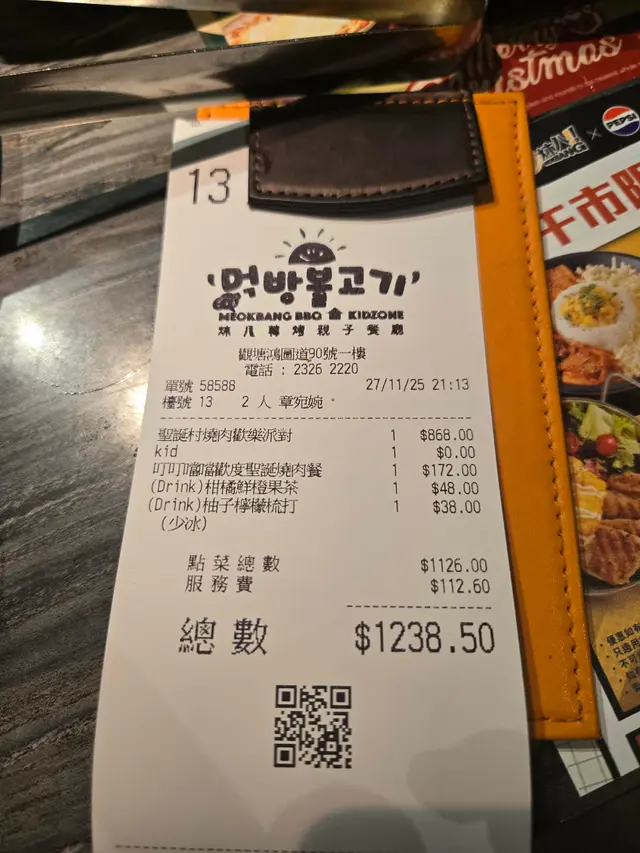 13
먹방불고기
MEOKBANG BBQ KIDZONE
炑八韓烤親子餐廳
觀塘鴻圖道90號一樓
電話 : 2326 2220
單號 58588 27/11/25 21:13
檯號 13 2 人 章宛婉
聖誕村燒肉歡樂派對 1 $868.00
kid 1 $0.00
叮叮噹噹歡度聖誕燒肉餐 1 $172.00
(Drink)柑橘鮮橙果茶 1 $48.00
(Drink)柚子檸檬梳打 1 $38.00
(少冰)
點菜總數 $1126.00
服務費 $112.60
總數 $1238.50
stmas
PEPSI
午市